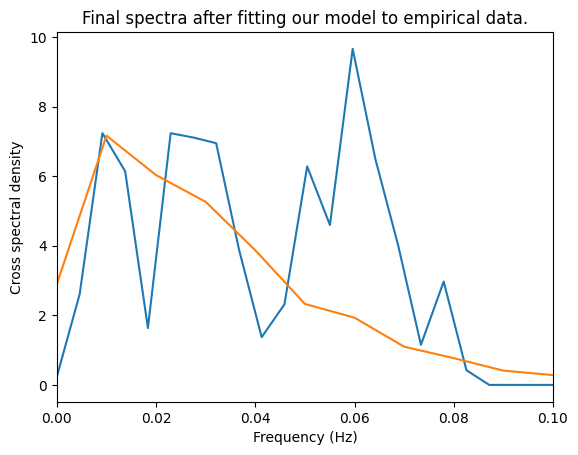 Final spectra after fitting our model to empirical data.
10
8
6
4
2
0
Cross spectral density
0.00 0.02 0.04 0.06 0.08 0.10
Frequency (Hz)